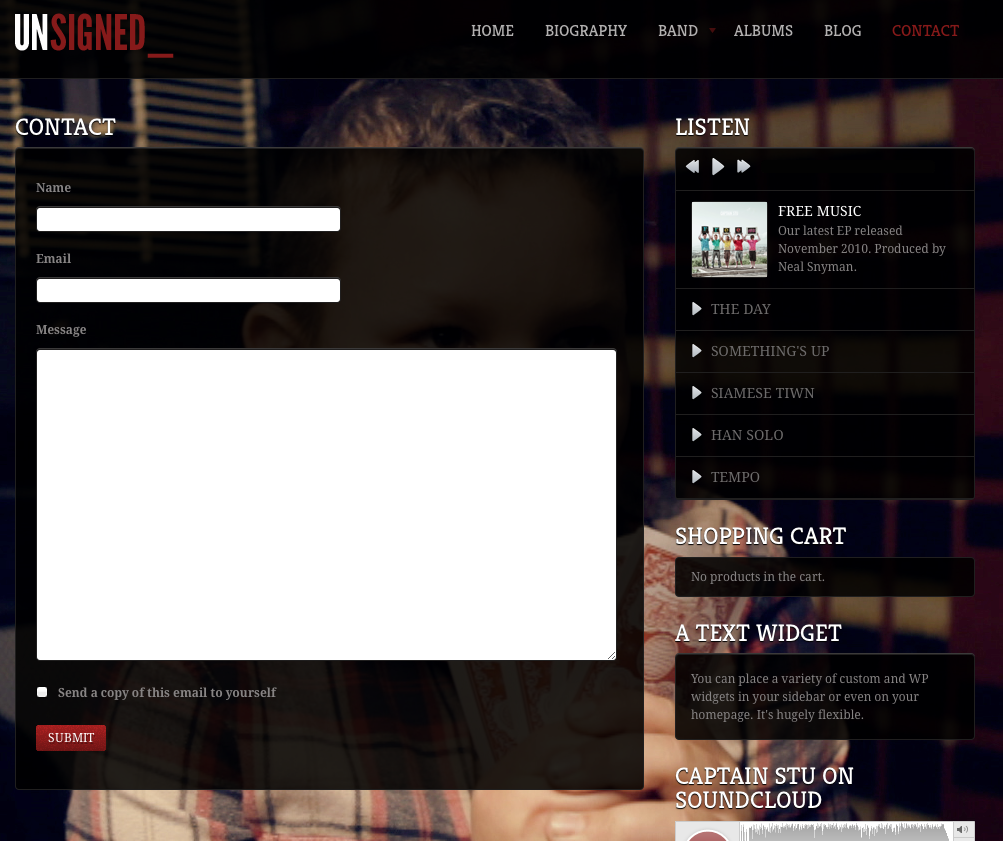 UNSIGNED_
HOME BIOGRAPHY BAND ALBUMS BLOG CONTACT
CONTACT
Name
Email
Message
Send a copy of this email to yourself
SUBMIT
LISTEN
FREE MUSIC
Our latest EP released
November 2010. Produced by
Neal Snyman.
THE DAY
SOMETHING'S UP
SIAMESE TIWN
HAN SOLO
TEMPO
SHOPPING CART
No products in the cart.
A TEXT WIDGET
You can place a variety of custom and WP
widgets in your sidebar or even on your
homepage. It's hugely flexible.
CAPTAIN STU ON
SOUNDCLOUD